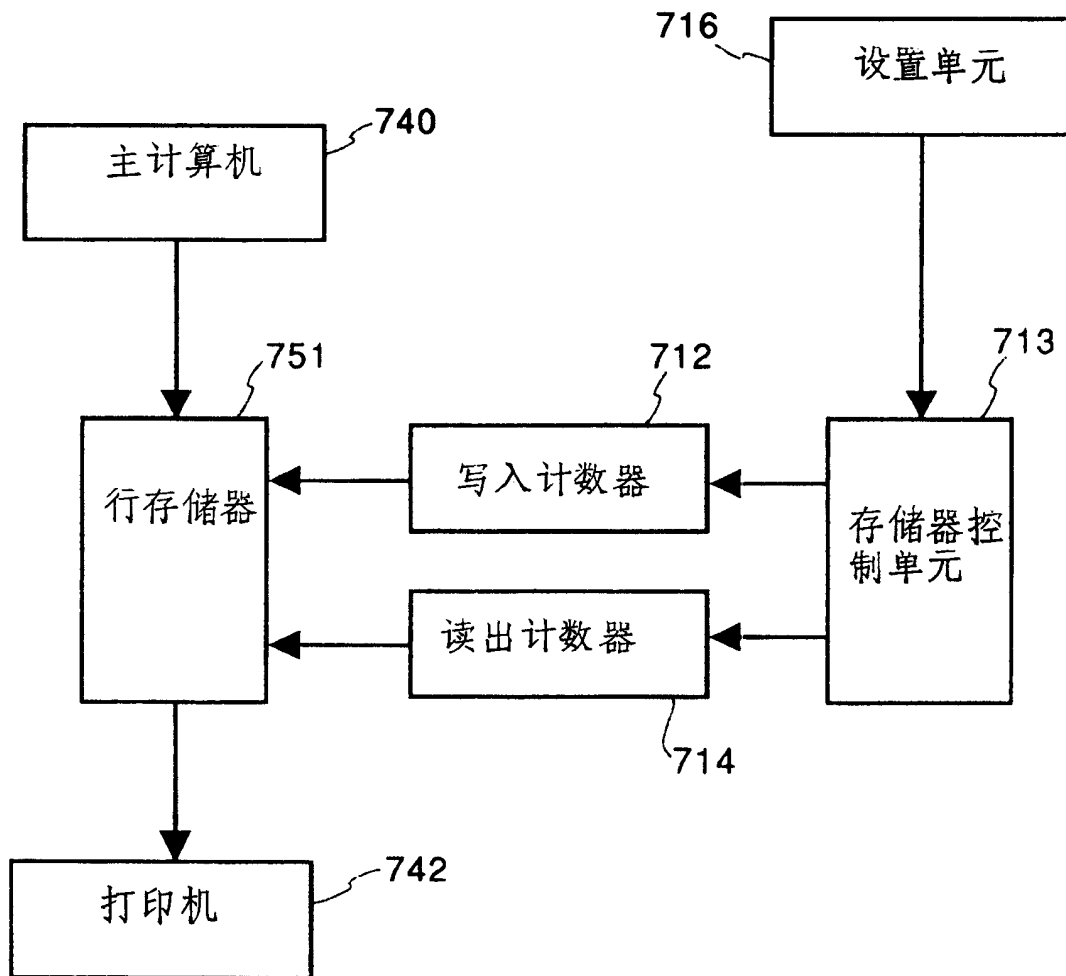 716
设置单元
740
主计算机
751
712
713
行存储器
写入计数器
存储器控
制单元
读出计数器
714
742
打印机